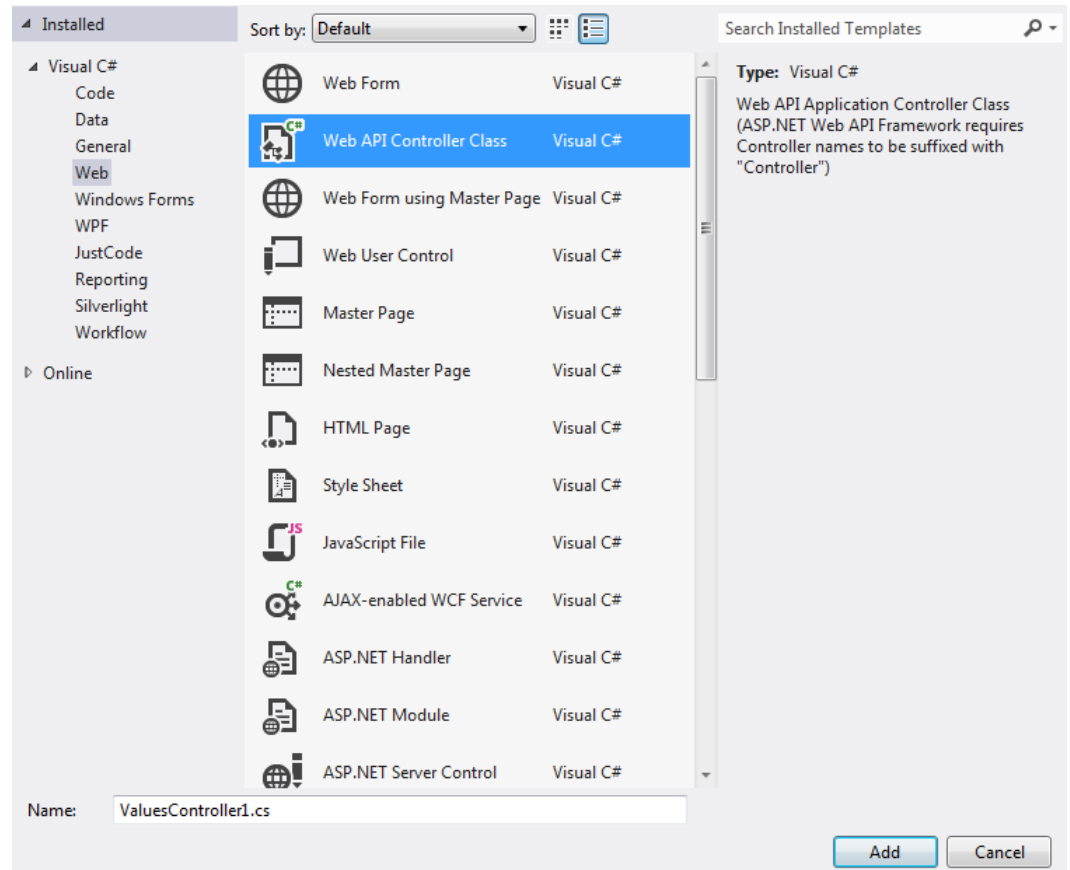 Installed
Visual C#
Code
Data
General
Web
Windows Forms
WPF
JustCode
Reporting
Silverlight
Workflow
Online
Sort by: Default
Web Form Visual C#
C#
Web API Controller Class Visual C#
Web Form using Master Page Visual C#
Web User Control Visual C#
Master Page Visual C#
Nested Master Page Visual C#
HTML Page Visual C#
Style Sheet Visual C#
JS
JavaScript File Visual C#
C#
AJAX-enabled WCF Service Visual C#
ASP.NET Handler Visual C#
ASP.NET Module Visual C#
ASP.NET Server Control Visual C#
Search Installed Templates
Type: Visual C#
Web API Application Controller Class
(ASP.NET Web API Framework requires
Controller names to be suffixed with
"Controller")
Name: ValuesController1.cs
Add Cancel